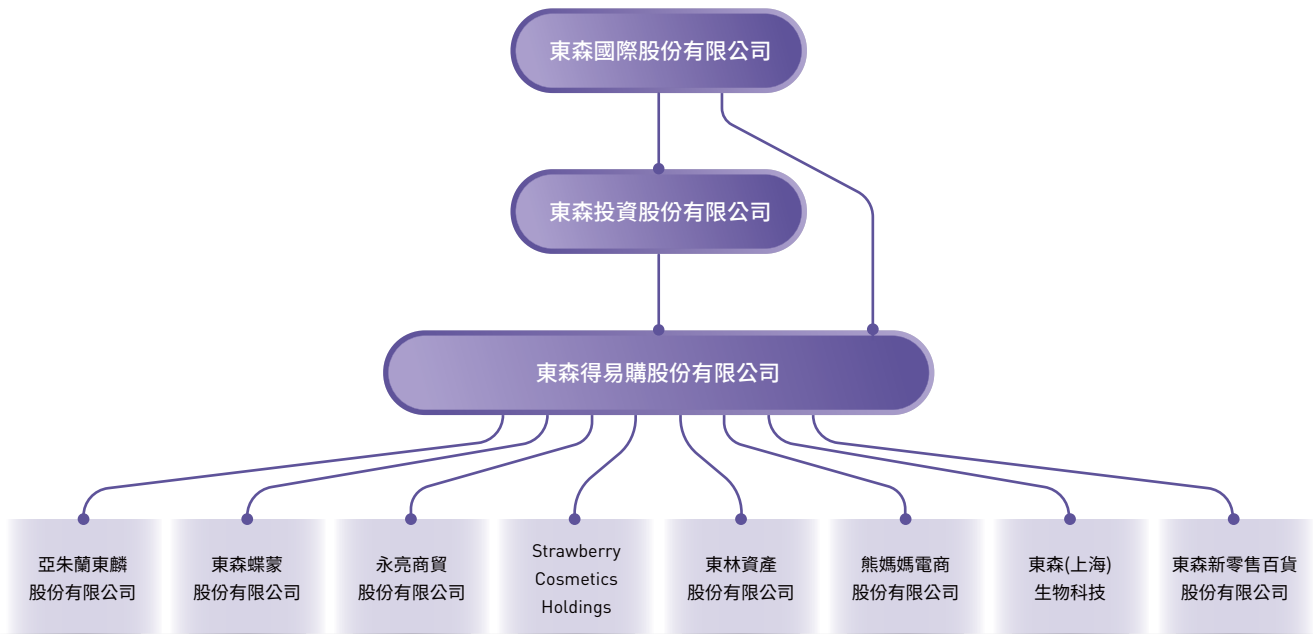 東森國際股份有限公司
東森投資股份有限公司
東森得易購股份有限公司
亞朱蘭東麟
股份有限公司
東森蝶蒙
股份有限公司
永亮商貿
股份有限公司
Strawberry
Cosmetics
Holdings
東林資產
股份有限公司
熊媽媽電商
股份有限公司
東森(上海)
生物科技
東森新零售百貨
股份有限公司